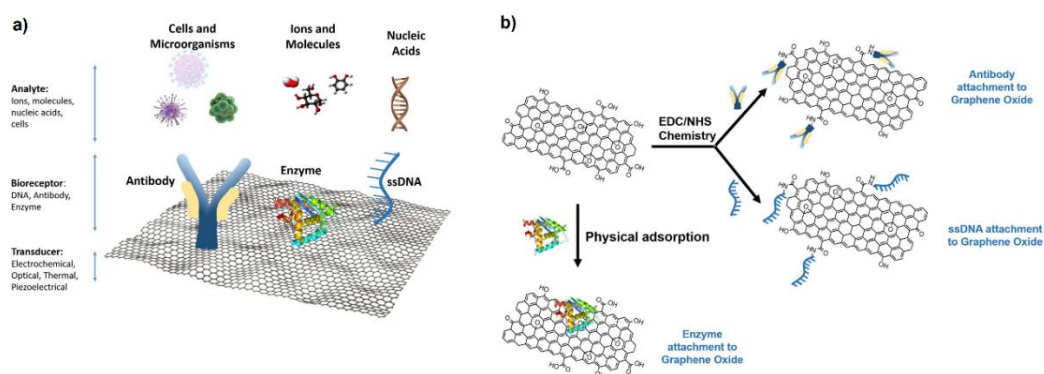 a)
Cells and
Microorganisms
Ions and
Molecules
Nucleic
Acids
Analyte:
Ions, molecules,
nucleic acids,
cells
Bioreceptor:
DNA, Antibody,
Enzyme
Antibody
Enzyme
ssDNA
Transducer:
Electrochemical,
Optical, Thermal,
Piezoelectrical
b)
EDC/NHS
Chemistry
Antibody
attachment to
Graphene Oxide
Physical adsorption
ssDNA attachment
to Graphene Oxide
Enzyme
attachment to
Graphene Oxide